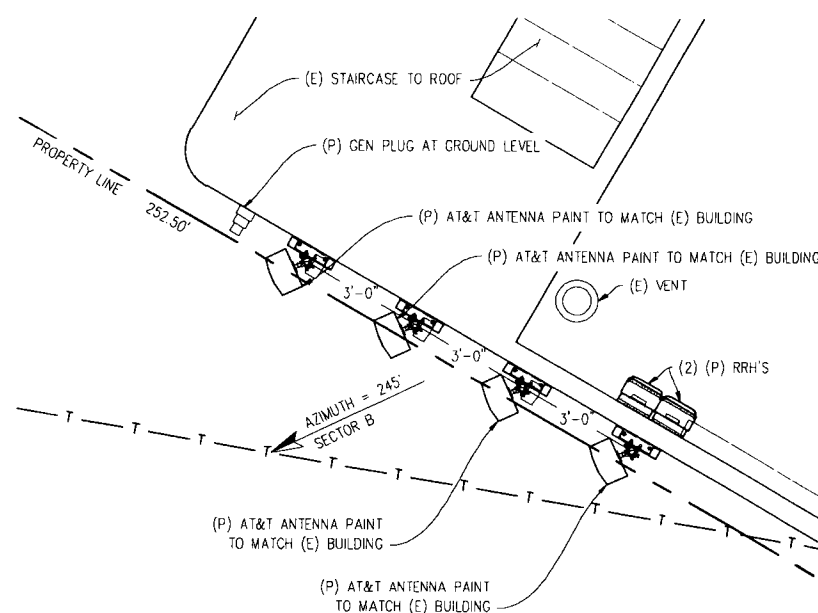 (E) STAIRCASE TO ROOF
(P) GEN PLUG AT GROUND LEVEL
PROPERTY LINE
252.50'
(P) AT&T ANTENNA PAINT TO MATCH (E) BUILDING
(P) AT&T ANTENNA PAINT TO MATCH (E) BUILDING
(E) VENT
3'-0"
3'-0"
3'-0"
(2) (P) RRH'S
AZIMUTH = 245'
SECTOR B
T T T T T T T T T T T T
(P) AT&T ANTENNA PAINT
TO MATCH (E) BUILDING
(P) AT&T ANTENNA PAINT
TO MATCH (E) BUILDING